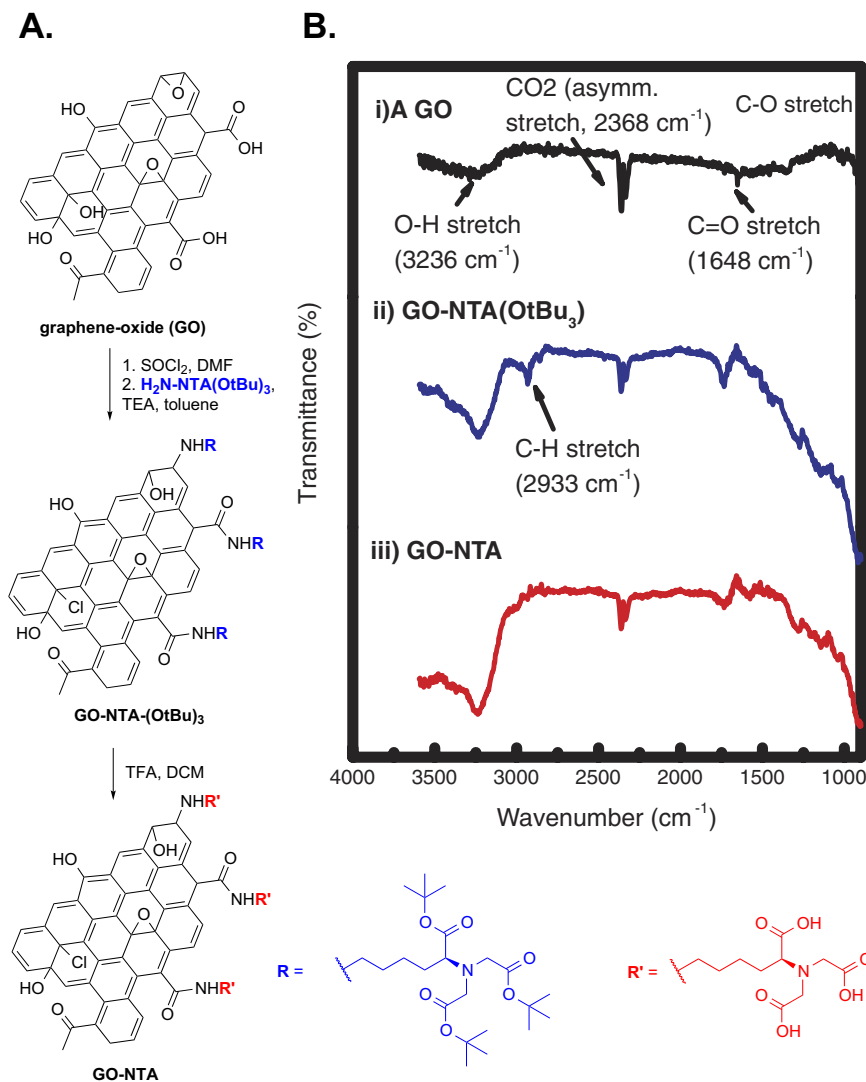 A.
HO
O
O
OH
O
OH
HO
OH
O
O
graphene-oxide (GO)
1. SOCl₂, DMF
2. H₂N-NTA(OtBu)₃,
TEA, toluene
NHR
OH
HO
O
NHR
O
Cl
HO
NHR
O
O
GO-NTA-(OtBu)₃
TFA, DCM
NHR'
OH
HO
O
NHR'
O
Cl
HO
NHR'
O
O
GO-NTA
B.
i)A GO
CO2 (asymm.
stretch, 2368 cm⁻¹)
C-O stretch
O-H stretch
(3236 cm⁻¹)
C=O stretch
(1648 cm⁻¹)
ii) GO-NTA(OtBu₃)
C-H stretch
(2933 cm⁻¹)
iii) GO-NTA
Transmittance (%)
4000 3500 3000 2500 2000 1500 1000
Wavenumber (cm⁻¹)
R =
O
O
N
O
O
O
O
R' =
O
OH
N
O
OH
O
OH